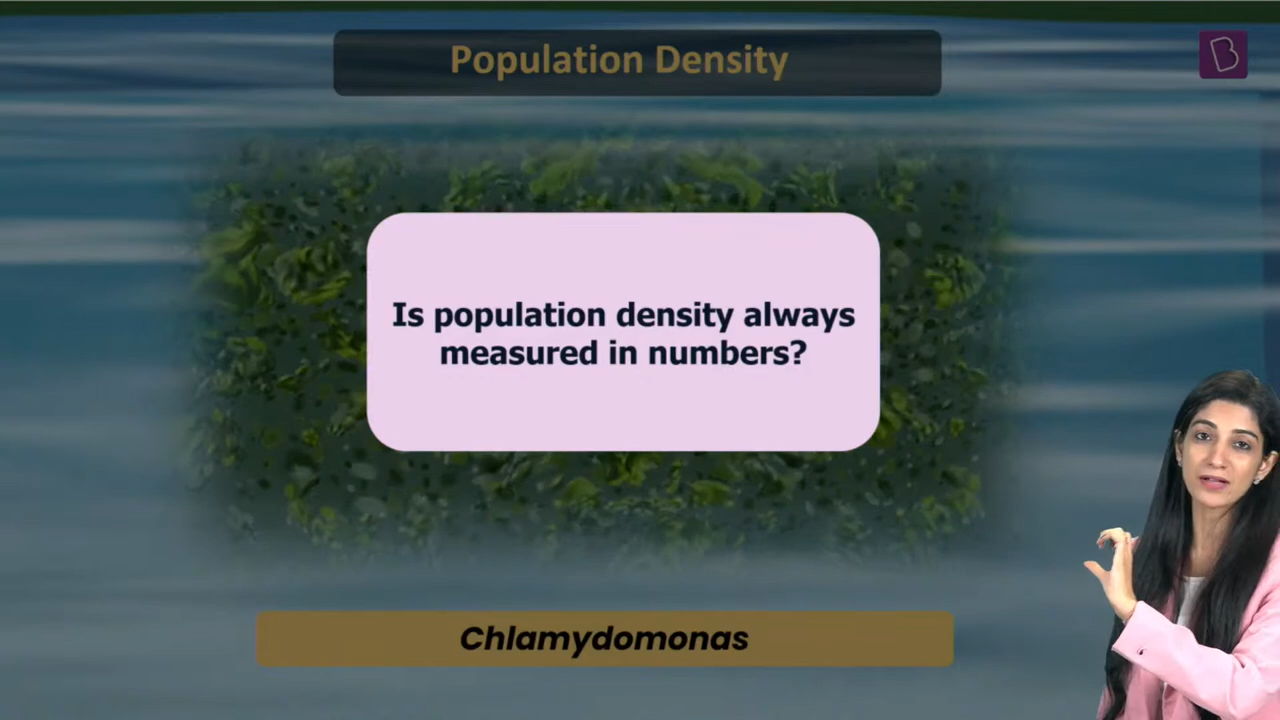 Population Density
B
Is population density always
measured in numbers?
Chlamydomonas